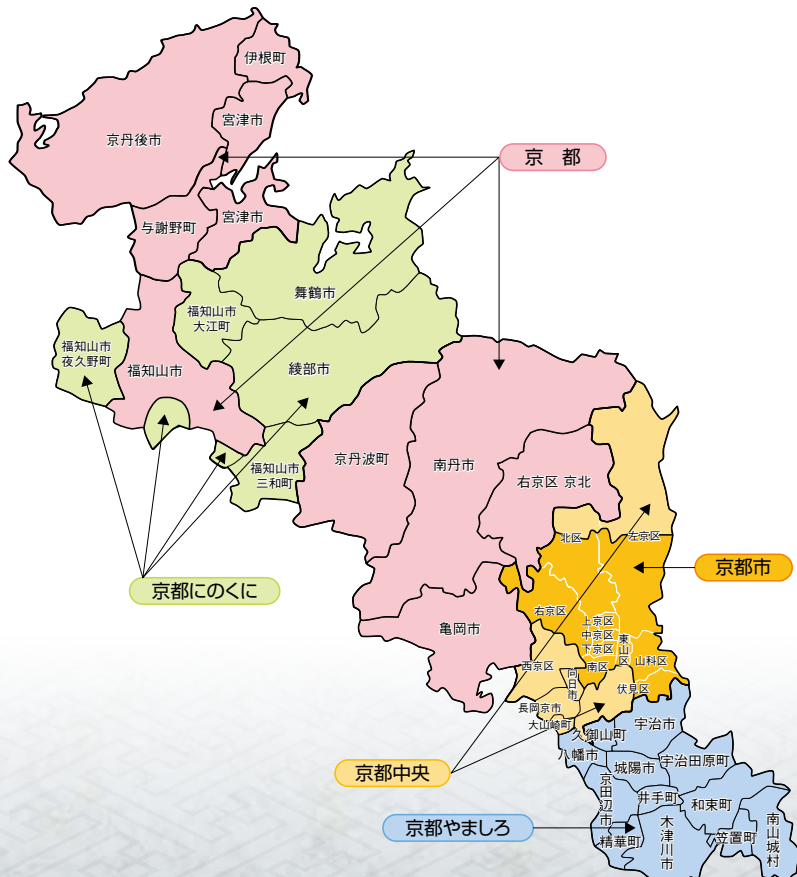 伊根町
宮津市
京丹後市
京　都
与謝野町
宮津市
舞鶴市
福知山市
大江町
福知山市
夜久野町
福知山市
綾部市
京丹波町
南丹市
福知山市
三和町
右京区 京北
北区
左京区
京都市
京都にのくに
右京区
上京区
中京区
下京区
東山区
亀岡市
西京区
南区
山科区
向日市
伏見区
長岡京市
大山崎町
久御山町
宇治市
八幡市
城陽市
宇治田原町
京都中央
京田辺市
井手町
和束町
京都やましろ
精華町
木津川市
笠置町
南山城村